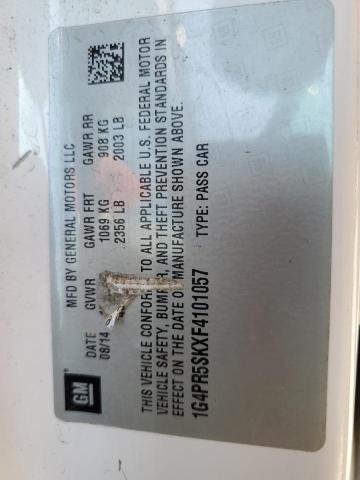 GM
MFD BY GENERAL MOTORS LLC
DATE GVWR GAWR FRT GAWR RR
08/14 1069 KG 908 KG
2356 LB 2003 LB
THIS VEHICLE CONFORMS TO ALL APPLICABLE U.S. FEDERAL MOTOR
VEHICLE SAFETY, BUMPER, AND THEFT PREVENTION STANDARDS IN
EFFECT ON THE DATE OF MANUFACTURE SHOWN ABOVE.
1G4PR5SKXF4101057 TYPE: PASS CAR